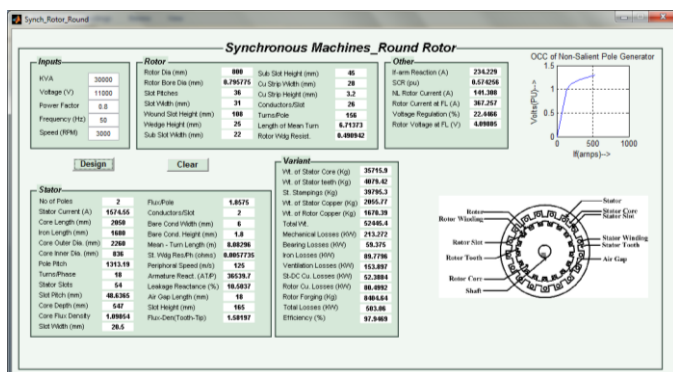 Synch_Rotor_Round
Synchronous Machines_Round Rotor
Inputs
KVA 30000
Voltage (V) 11000
Power Factor 0.8
Frequency (Hz) 50
Speed (RPM) 3000
Rotor
Rotor Dia (mm) 800
Rotor Bore Dia (mm) 0.795775
Slot Pitches 36
Slot Width (mm) 31
Wound Slot Height (mm) 100
Wedge Height (mm) 25
Sub Slot Width (mm) 22
Sub Slot Height (mm) 45
Cu Strip Width (mm) 28
Cu Strip Height (mm) 3.2
Conductors/Slot 26
Turns/Pole 156
Length of Mean Turn 6.71373
Rotor Wdg Resist. 0.490942
Other
If-arm Reaction (A) 234.229
SCR (pu) 0.574256
NL Rotor Current (A) 141.308
Rotor Current at FL (A) 367.257
Voltage Regulation (%) 22.4466
Rotor Voltage at FL (V) 4.09805
OCC of Non-Salient Pole Generator
Volts(PU)-->
1.5
1
0.5
0
0 500 1000
If(amps)-->
Design
Clear
Stator
No of Poles 2
Stator Current (A) 1574.55
Core Length (mm) 2050
Iron Length (mm) 1600
Core Outer Dia. (mm) 2260
Core Inner Dia. (mm) 836
Pole Pitch 1313.19
Turns/Phase 18
Stator Slots 54
Slot Pitch (mm) 48.6365
Core Depth (mm) 547
Core Flux Density 1.09054
Slot Width (mm) 20.5
Flux/Pole 1.0575
Conductors/Slot 2
Bare Cond Width (mm) 6
Bare Cond. Height (mm) 1.8
Mean - Turn Length (m) 8.08296
St. Wdg Res/Ph (ohms) 0.0057735
Peripheral Speed (m/s) 125
Armature React. (AT/P) 36539.7
Leakage Reactance (%) 10.5037
Air Gap Length (mm) 18
Slot Height (mm) 165
Flux-Den(Tooth-Tip) 1.58197
Variant
Wt. of Stator Core (Kg) 35715.9
Wt. of Stator teeth (Kg) 4079.42
St. Stampings (Kg) 39795.3
Wt. of Stator Copper (Kg) 2055.77
Wt. of Rotor Copper (Kg) 1670.39
Total Wt. 52445.4
Mechanical Losses (KW) 213.272
Bearing Losses (KW) 59.375
Iron Losses (KW) 89.7796
Ventilation Losses (KW) 153.897
St-DC Cu. Losses (KW) 52.3884
Rotor Cu. Losses (KW) 80.4992
Rotor Forging (Kg) 8404.64
Total Losses (KW) 503.86
Efficiency (%) 97.9469
Rotor
Rotor Winding
Rotor Slot
Rotor Tooth
Rotor Core
Shaft
Stator
Stator Core
Stator Slot
Stator Winding
Stator Tooth
Air Gap